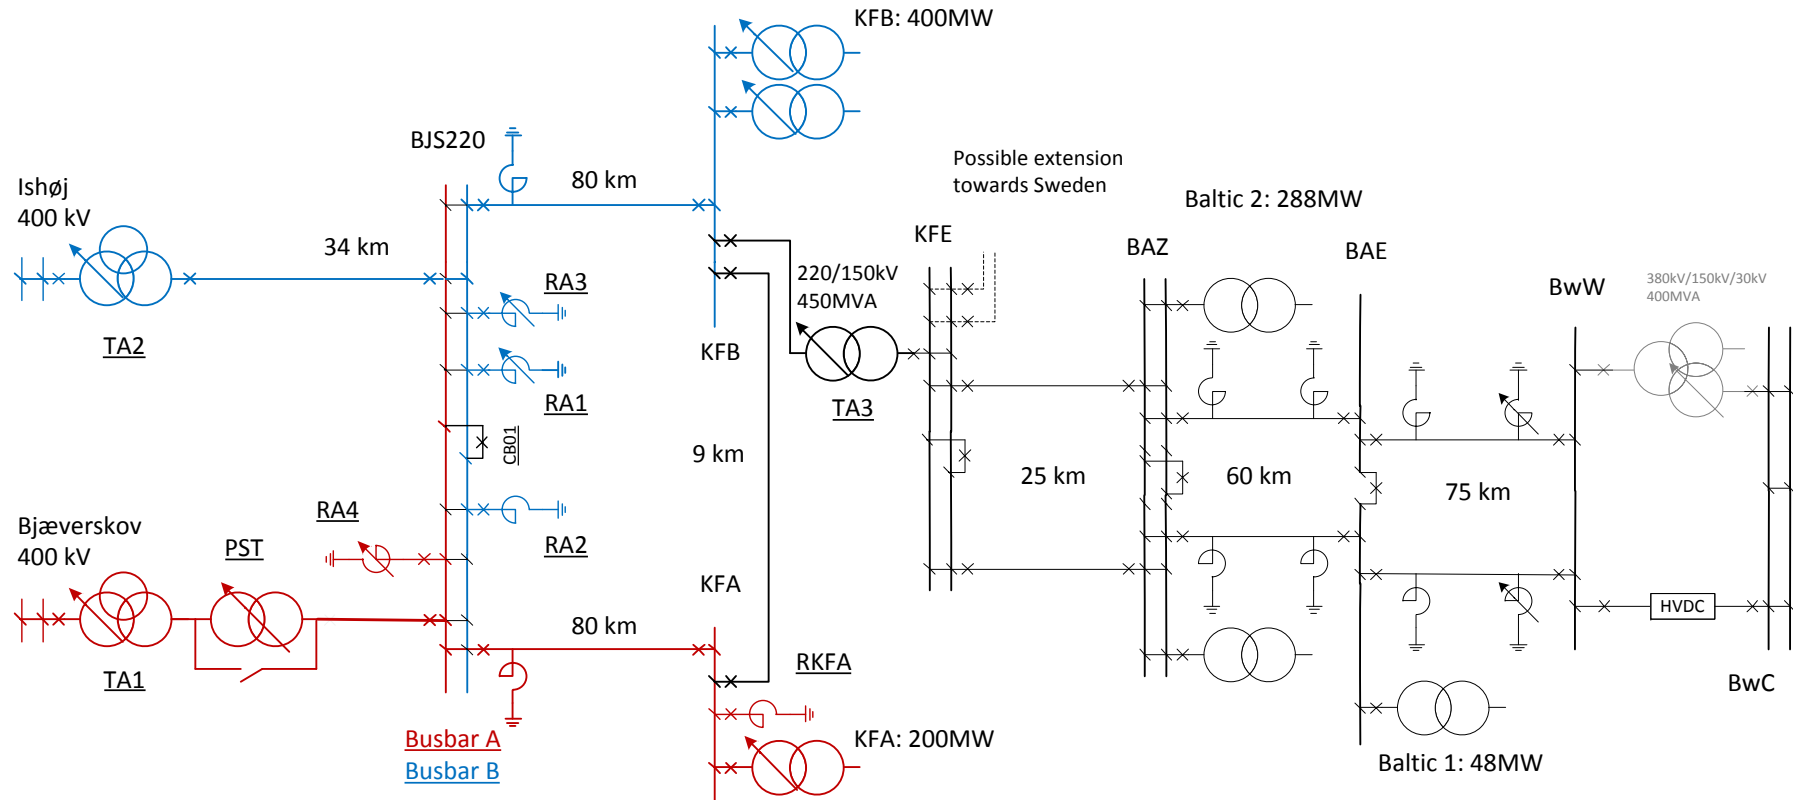 KFB: 400MW
BJS220
80 km
Possible extension
towards Sweden
Ishøj
400 kV
34 km
Baltic 2: 288MW
KFE
BAZ
BAE
BwW
220/150kV
450MVA
380kV/150kV/30kV
400MVA
RA3
TA2
KFB
RA1
TA3
CB01
9 km
25 km
60 km
75 km
RA4
Bjæverskov
400 kV
PST
RA2
KFA
HVDC
80 km
RKFA
TA1
BwC
Busbar A
Busbar B
KFA: 200MW
Baltic 1: 48MW